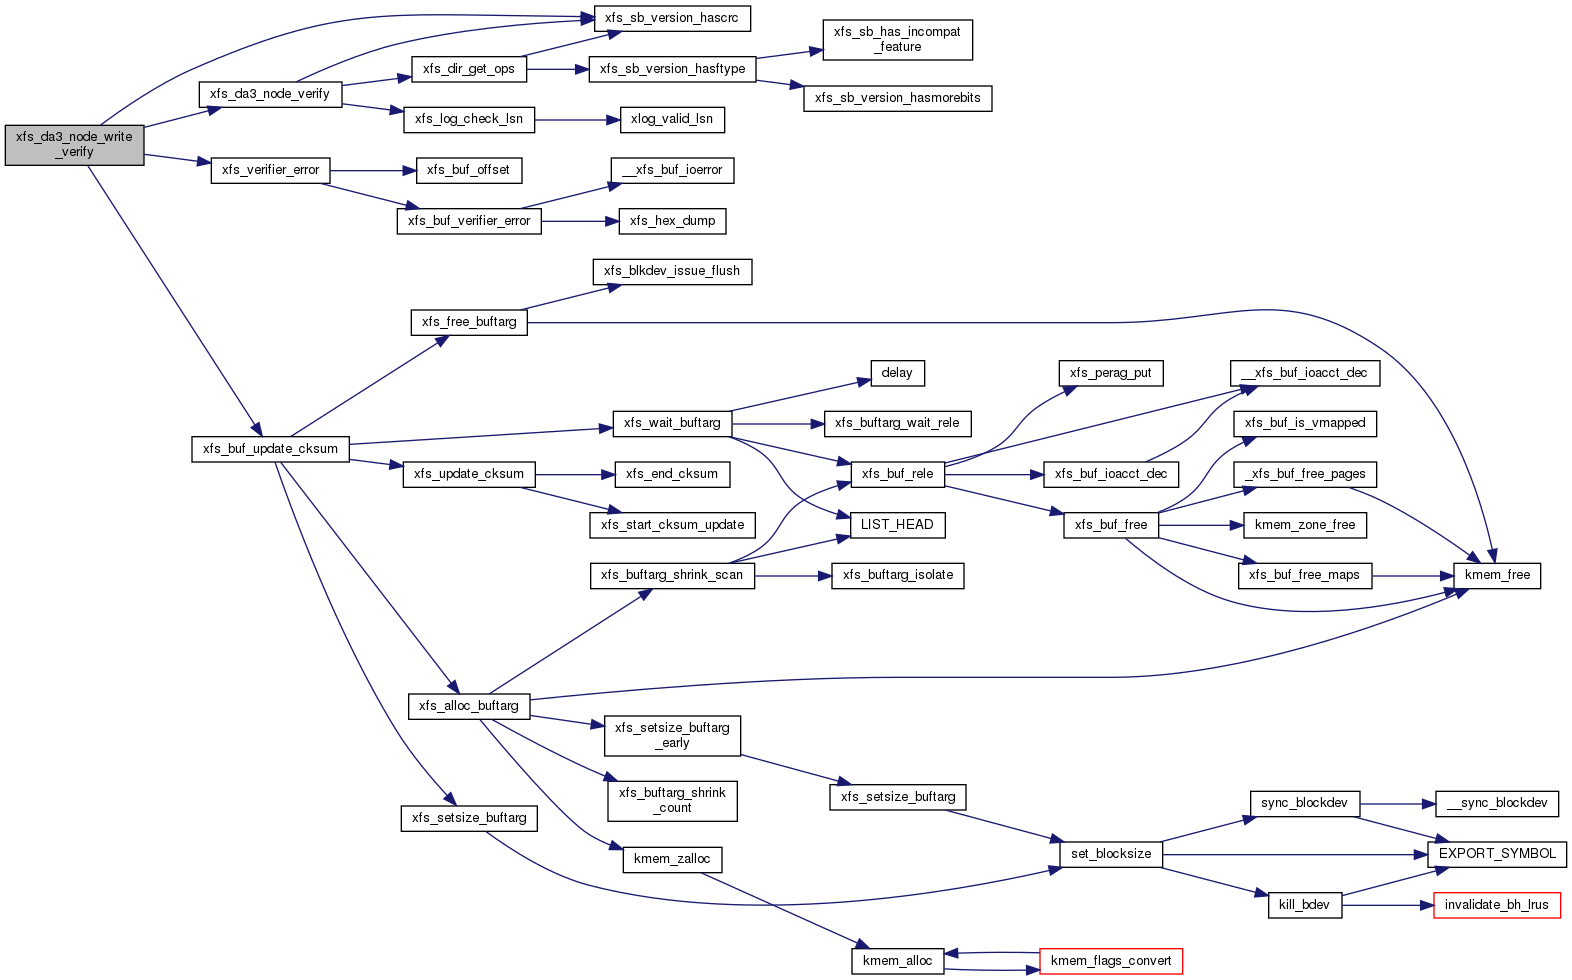 xfs_sb_version_hascrc
xfs_sb_has_incompat
_feature
xfs_dir_get_ops
xfs_sb_version_hasftype
xfs_da3_node_verify
xfs_sb_version_hasmorebits
xfs_log_check_lsn
xlog_valid_lsn
xfs_da3_node_write
_verify
xfs_verifier_error
xfs_buf_offset
__xfs_buf_ioerror
xfs_buf_verifier_error
xfs_hex_dump
xfs_blkdev_issue_flush
xfs_free_buftarg
delay
xfs_perag_put
__xfs_buf_ioacct_dec
xfs_wait_buftarg
xfs_buftarg_wait_rele
xfs_buf_is_vmapped
xfs_buf_update_cksum
xfs_update_cksum
xfs_end_cksum
xfs_buf_rele
xfs_buf_ioacct_dec
_xfs_buf_free_pages
xfs_start_cksum_update
LIST_HEAD
xfs_buf_free
kmem_zone_free
xfs_buftarg_shrink_scan
xfs_buftarg_isolate
xfs_buf_free_maps
kmem_free
xfs_alloc_buftarg
xfs_setsize_buftarg
_early
xfs_buftarg_shrink
_count
xfs_setsize_buftarg
sync_blockdev
__sync_blockdev
xfs_setsize_buftarg
kmem_zalloc
set_blocksize
EXPORT_SYMBOL
kill_bdev
invalidate_bh_lrus
kmem_alloc
kmem_flags_convert